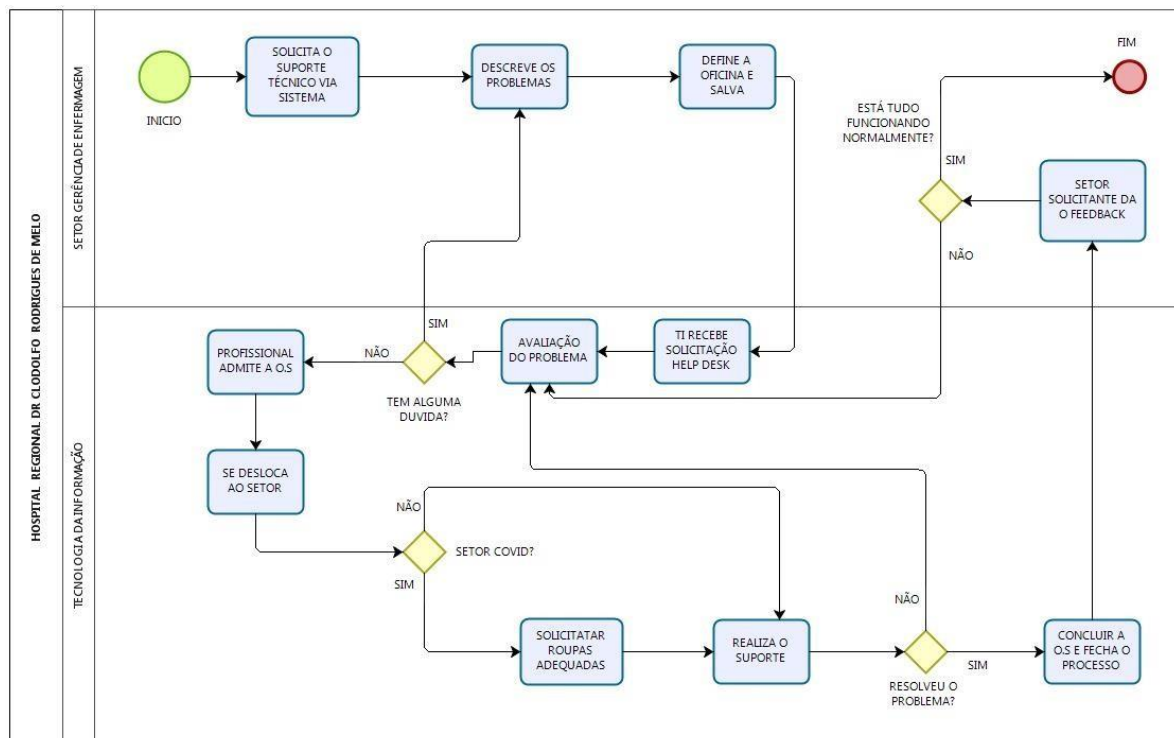 HOSPITAL REGIONAL DR CLODOLFO RODRIGUES DE MELO
SETOR GERÊNCIA DE ENFERMAGEM
INICIO
SOLICITA O
SUPORTE
TÉCNICO VIA
SISTEMA
DESCREVE OS
PROBLEMAS
DEFINE A
OFICINA E
SALVA
FIM
ESTÁ TUDO
FUNCIONANDO
NORMALMENTE?
SIM
NÃO
SETOR
SOLICITANTE DA
O FEEDBACK
TECNOLOGIA DA INFORMAÇÃO
PROFISSIONAL
ADMITE A O.S
NÃO
SIM
TEM ALGUMA
DUVIDA?
AVALIAÇÃO
DO PROBLEMA
TI RECEBE
SOLICITAÇÃO
HELP DESK
SE DESLOCA
AO SETOR
NÃO
SETOR COVID?
SIM
SOLICITATAR
ROUPAS
ADEQUADAS
REALIZA O
SUPORTE
NÃO
SIM
RESOLVEU O
PROBLEMA?
CONCLUIR A
O.S E FECHA O
PROCESSO